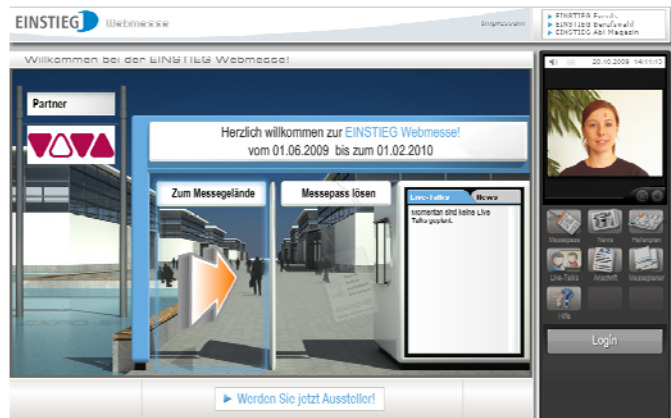 EINSTIEG Webmesse
Impressum
EINSTIEG Events
EINSTIEG Berufswahl
EINSTIEG Abi Magazin
Willkommen bei der EINSTIEG Webmesse!
20.10.2009 14:11:13
Partner
VIVA
Herzlich willkommen zur EINSTIEG Webmesse!
vom 01.06.2009 bis zum 01.02.2010
Zum Messegelände
Messepass lösen
Live-Talks
News
Momentan sind keine Live
Talks geplant.
Messepass
News
Hallenplan
Live-Talks
Anschrift
Messeplaner
Hilfe
Login
Werden Sie jetzt Aussteller!